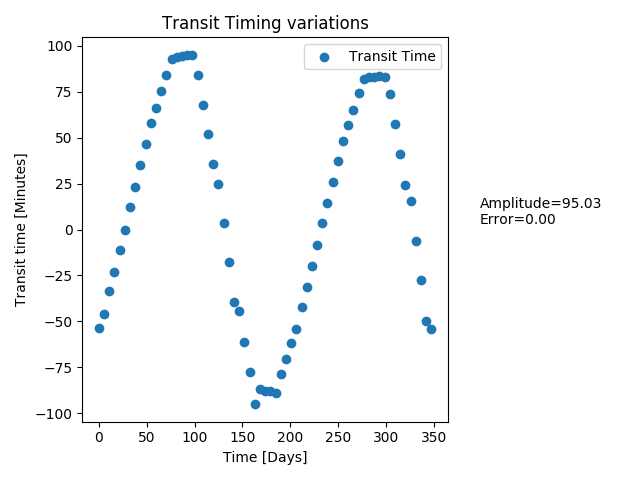 Transit Timing variations
Transit Time
100
75
50
25
0
−25
−50
−75
−100
Transit time [Minutes]
0 50 100 150 200 250 300 350
Time [Days]
Amplitude=95.03
Error=0.00